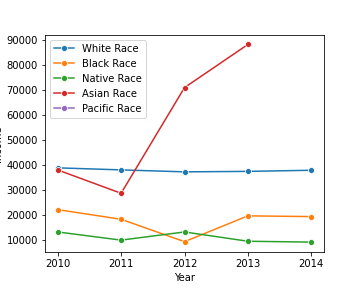 90000
80000
70000
60000
50000
40000
30000
20000
10000
White Race
Black Race
Native Race
Asian Race
Pacific Race
2010 2011 2012 2013 2014
Year